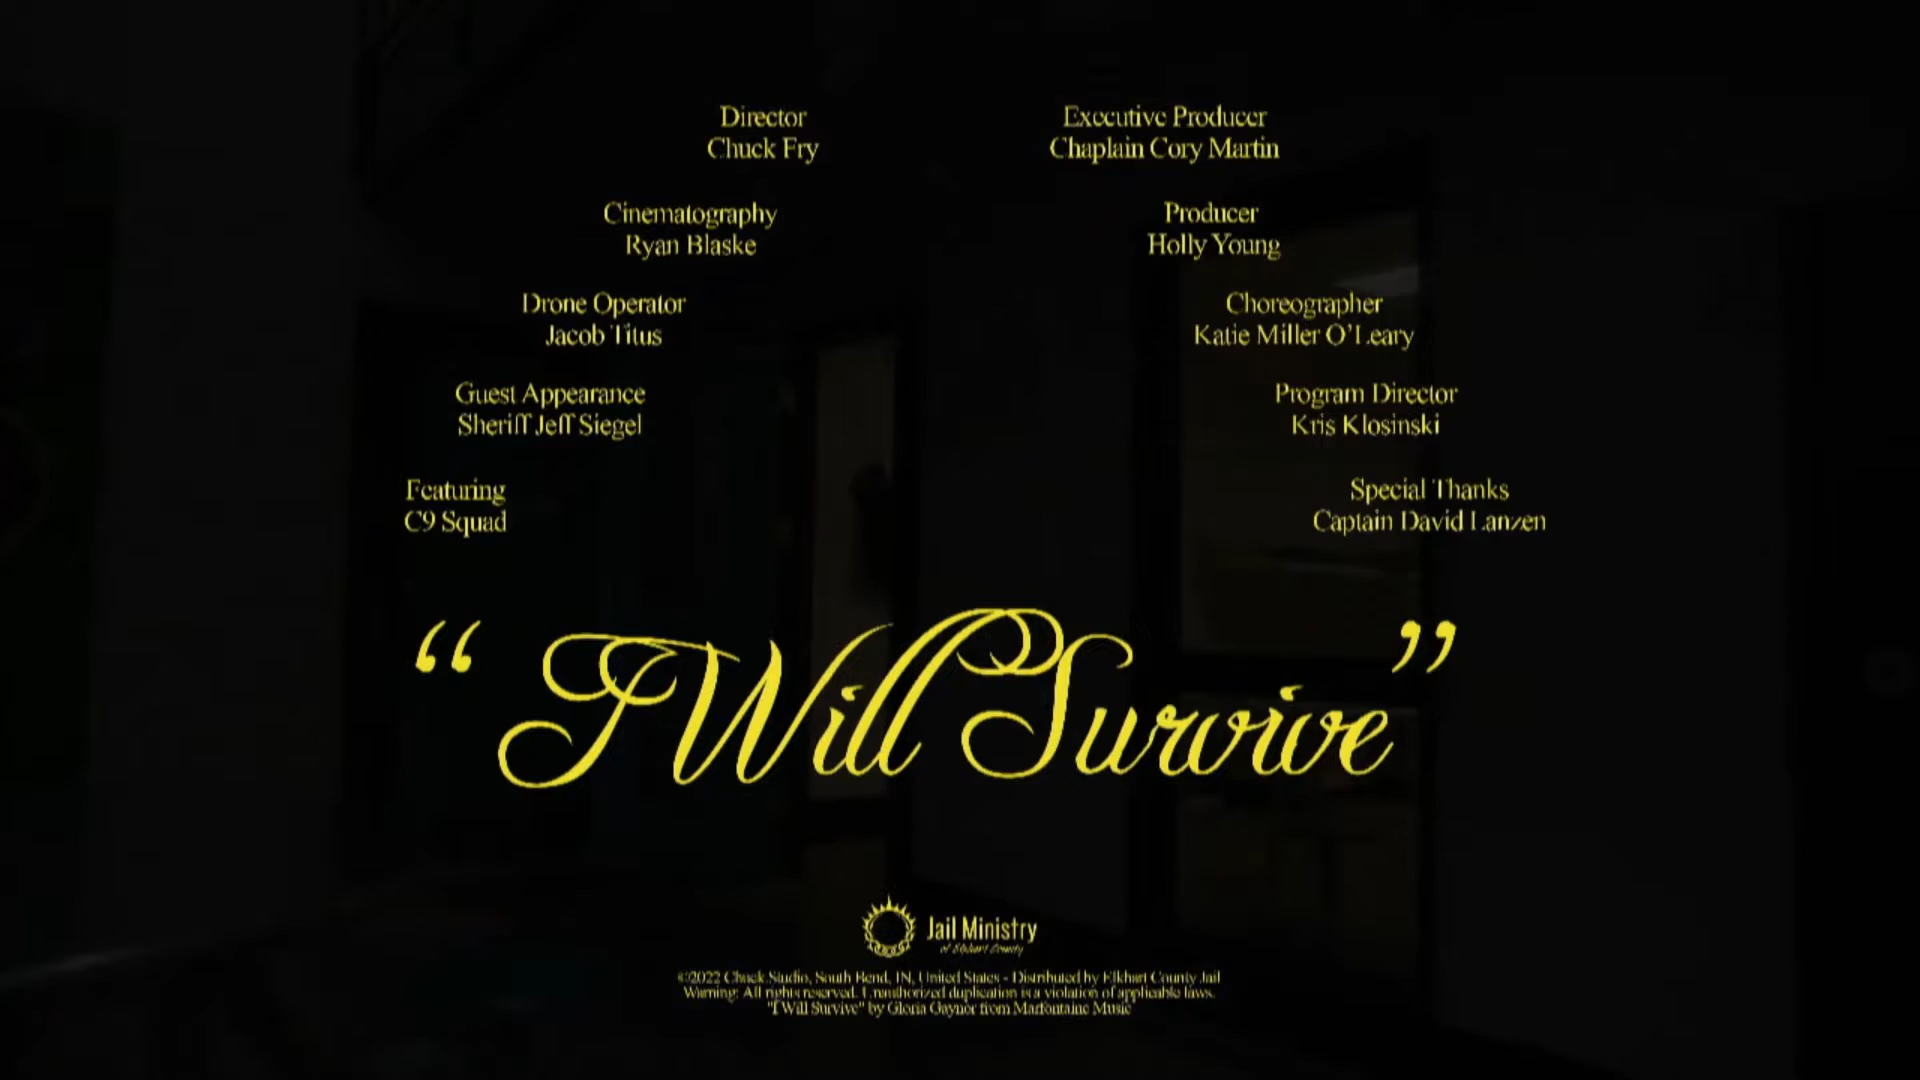 Director
Chuck Fry
Executive Producer
Chaplain Cory Martin
Cinematography
Ryan Blaske
Producer
Holly Young
Drone Operator
Jacob Titus
Choreographer
Katie Miller O'Leary
Guest Appearance
Sheriff Jeff Siegel
Program Director
Kris Klosinski
Featuring
C9 Squad
Special Thanks
Captain David Lanzen
“ I Will Survive ”
Jail Ministry
of Elkhart County
©2022 Chuck Studio, South Bend, IN, United States - Distributed by Elkhart County Jail
Warning: All rights reserved. Unauthorized duplication is a violation of applicable laws.
"I Will Survive" by Gloria Gaynor from Marfontaine Music